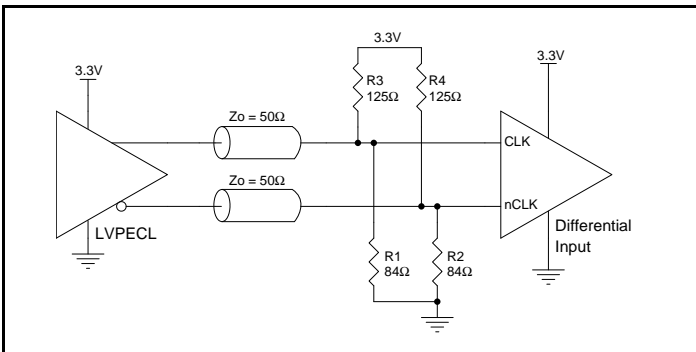 3.3V
3.3V
3.3V
R3
125Ω
R4
125Ω
Zo = 50Ω
CLK
Zo = 50Ω
nCLK
LVPECL
Differential
Input
R1
84Ω
R2
84Ω